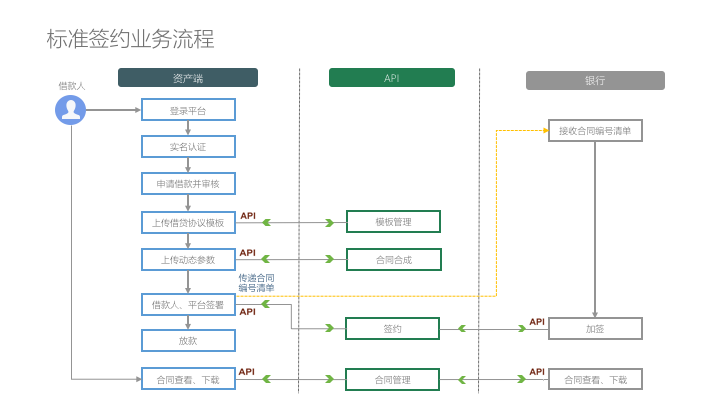 标准签约业务流程
资产端
API
银行
借款人
登录平台
接收合同编号清单
实名认证
申请借款并审核
上传借贷协议模板
API
模板管理
上传动态参数
API
合同合成
传递合同
编号清单
借款人、平台签署
API
签约
API
加签
放款
合同查看、下载
API
合同管理
API
合同查看、下载